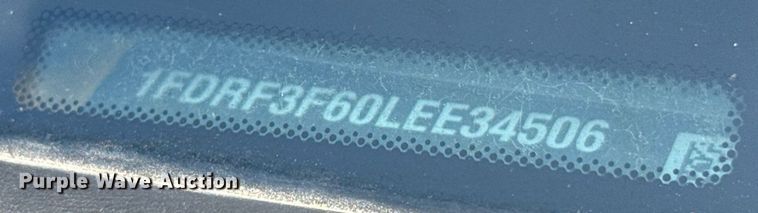 1FDRF3F60LEE34506
Purple Wave Auction